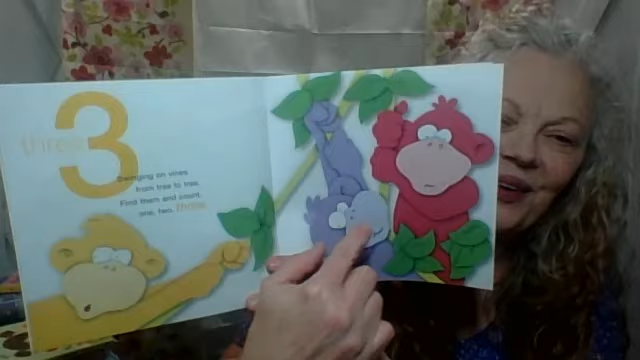 three
3
Swinging on vines
from tree to tree,
Find them and count,
one, two, three.